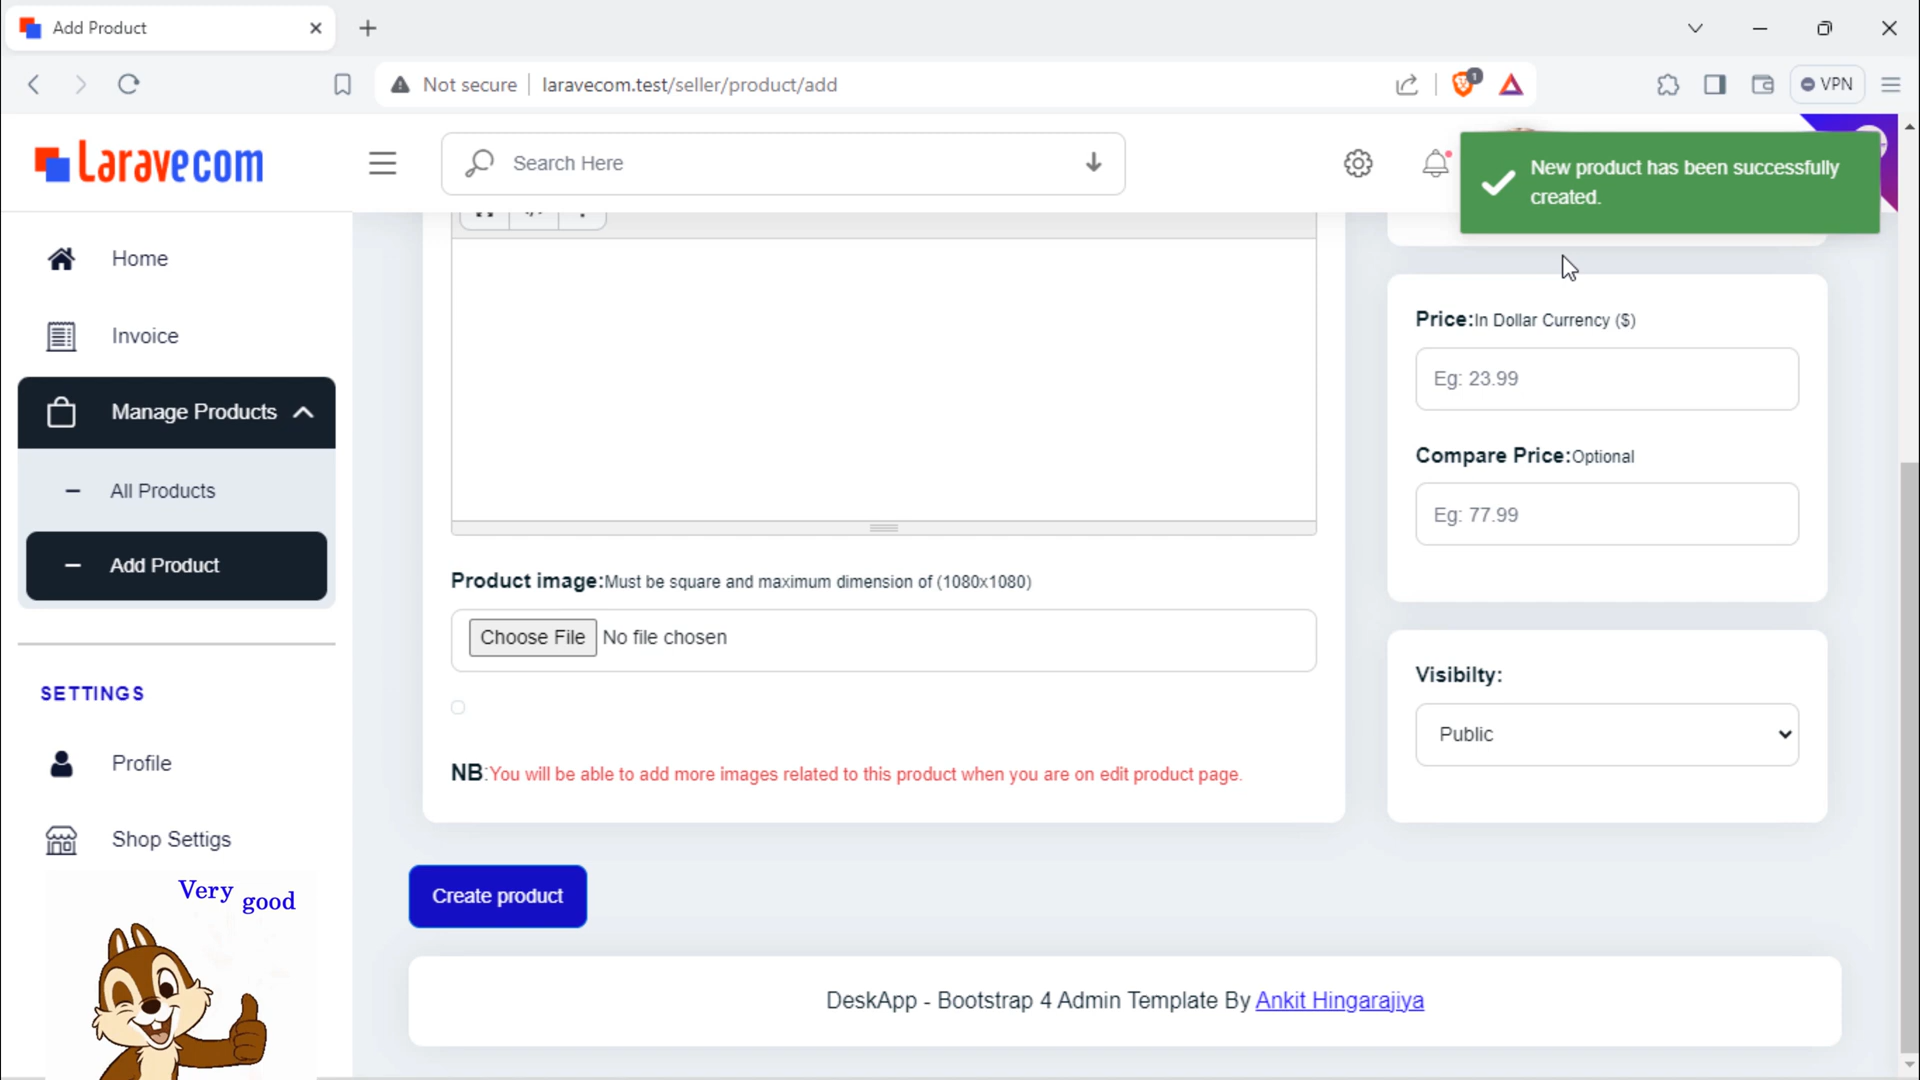 Add Product
Not secure
laravecom.test/seller/product/add
1
VPN
Laravecom
Search Here
New product has been successfully
created.
Home
Invoice
Manage Products
All Products
Add Product
SETTINGS
Profile
Shop Settigs
Very good
Product image:Must be square and maximum dimension of (1080x1080)
Choose File No file chosen
NB:You will be able to add more images related to this product when you are on edit product page.
Price:In Dollar Currency ($)
Eg: 23.99
Compare Price:Optional
Eg: 77.99
Visibilty:
Public
Create product
DeskApp - Bootstrap 4 Admin Template By Ankit Hingarajiya